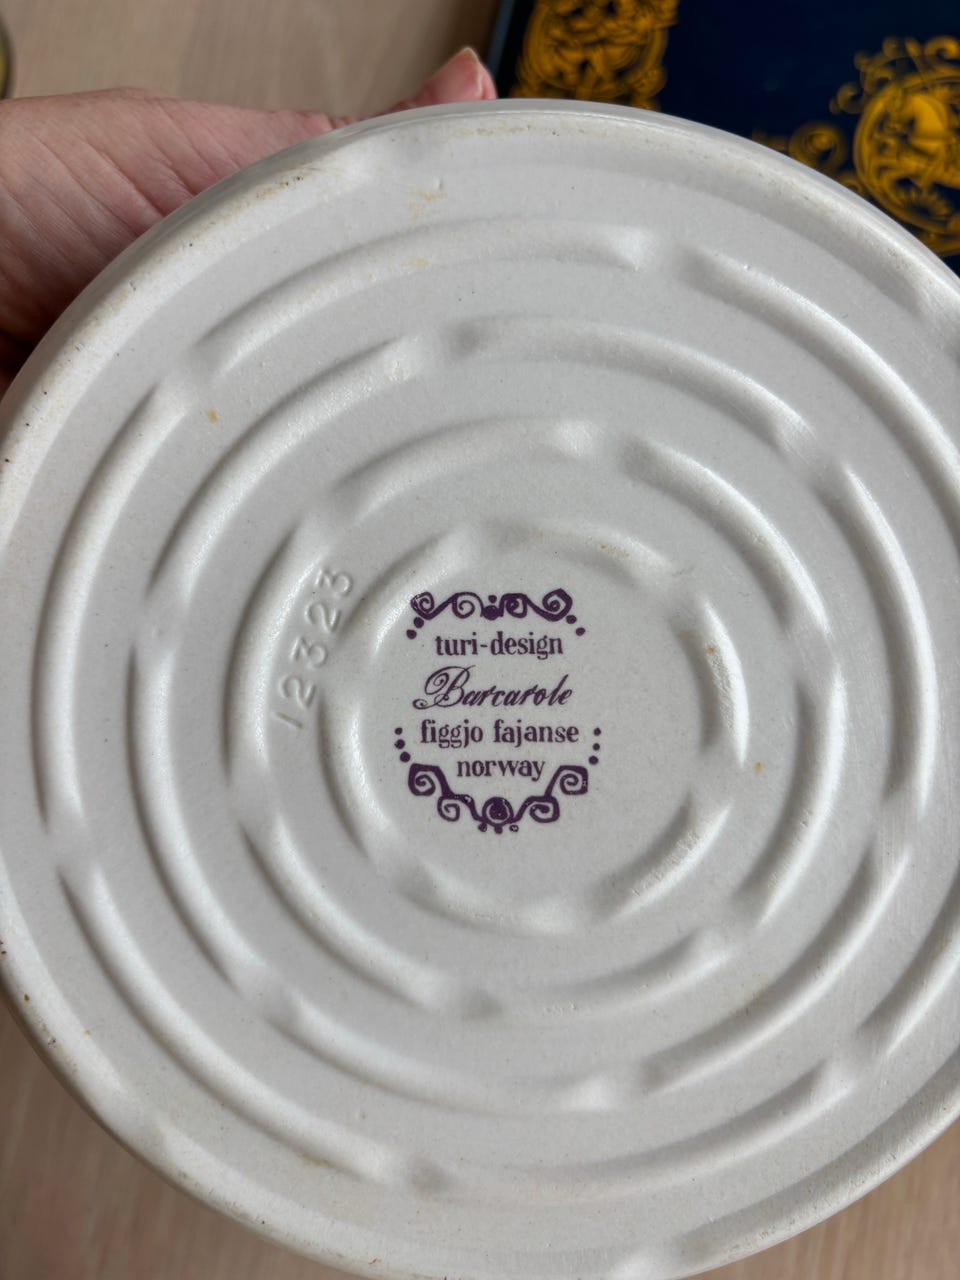 turi-design
Barcarole
figgjo fajanse
norway
12323